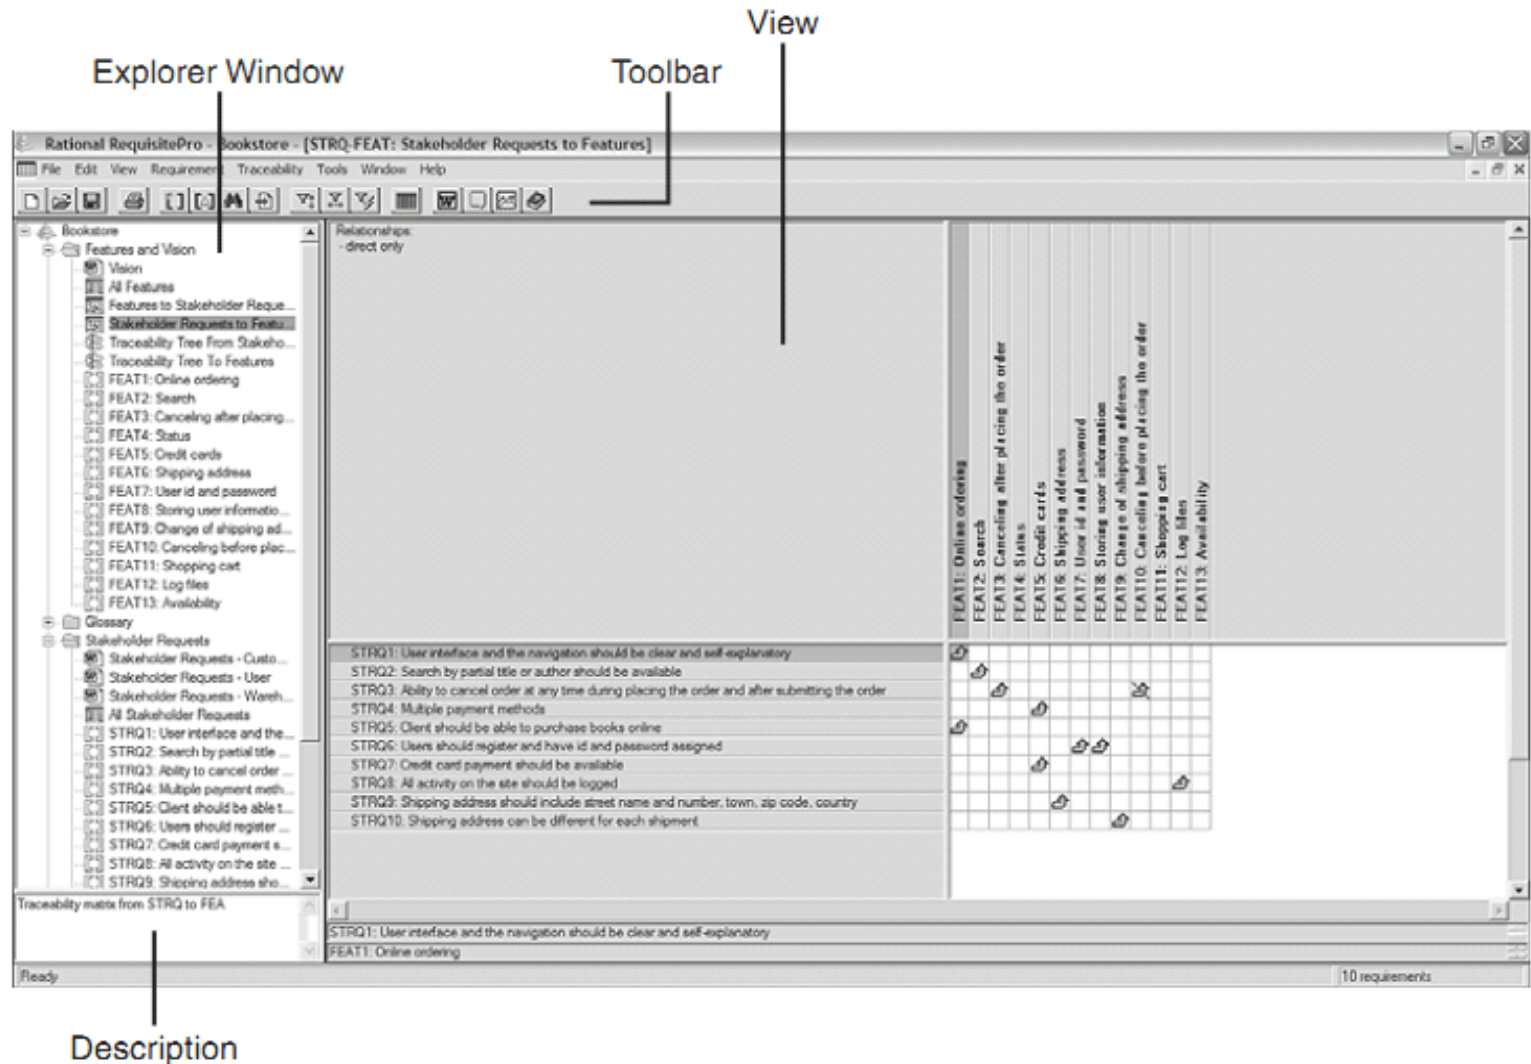 View
Explorer Window
Toolbar
Rational RequisitePro - Bookstore - [STRQ-FEAT: Stakeholder Requests to Features]
File Edit View Requirement Traceability Tools Window Help
Bookstore
Features and Vision
Vision
All Features
Features to Stakeholder Reque...
Stakeholder Requests to Featu...
Traceability Tree From Stakeho...
Traceability Tree To Features
FEAT1: Online ordering
FEAT2: Search
FEAT3: Canceling after placing...
FEAT4: Status
FEAT5: Credit cards
FEAT6: Shipping address
FEAT7: User id and password
FEAT8: Storing user informatio...
FEAT9: Change of shipping ad...
FEAT10: Canceling before plac...
FEAT11: Shopping cart
FEAT12: Log files
FEAT13: Availability
Glossary
Stakeholder Requests
Stakeholder Requests - Custo...
Stakeholder Requests - User
Stakeholder Requests - Wareh...
All Stakeholder Requests
STRQ1: User interface and the...
STRQ2: Search by partial title ...
STRQ3: Ability to cancel order ...
STRQ4: Multiple payment meth...
STRQ5: Client should be able t...
STRQ6: Users should register ...
STRQ7: Credit card payment s...
STRQ8: All activity on the site ...
STRQ9: Shipping address sho...
Traceability matrix from STRQ to FEA
Relationships:
- direct only
FEAT1: Online ordering
FEAT2: Search
FEAT3: Canceling after placing the order
FEAT4: Status
FEAT5: Credit cards
FEAT6: Shipping address
FEAT7: User id and password
FEAT8: Storing user information
FEAT9: Change of shipping address
FEAT10: Canceling before placing the order
FEAT11: Shopping cart
FEAT12: Log files
FEAT13: Availability
STRQ1: User interface and the navigation should be clear and self-explanatory
STRQ2: Search by partial title or author should be available
STRQ3: Ability to cancel order at any time during placing the order and after submitting the order
STRQ4: Multiple payment methods
STRQ5: Client should be able to purchase books online
STRQ6: Users should register and have id and password assigned
STRQ7: Credit card payment should be available
STRQ8: All activity on the site should be logged
STRQ9: Shipping address should include street name and number, town, zip code, country
STRQ10: Shipping address can be different for each shipment
STRQ1: User interface and the navigation should be clear and self-explanatory
FEAT1: Online ordering
Ready
10 requirements
Description